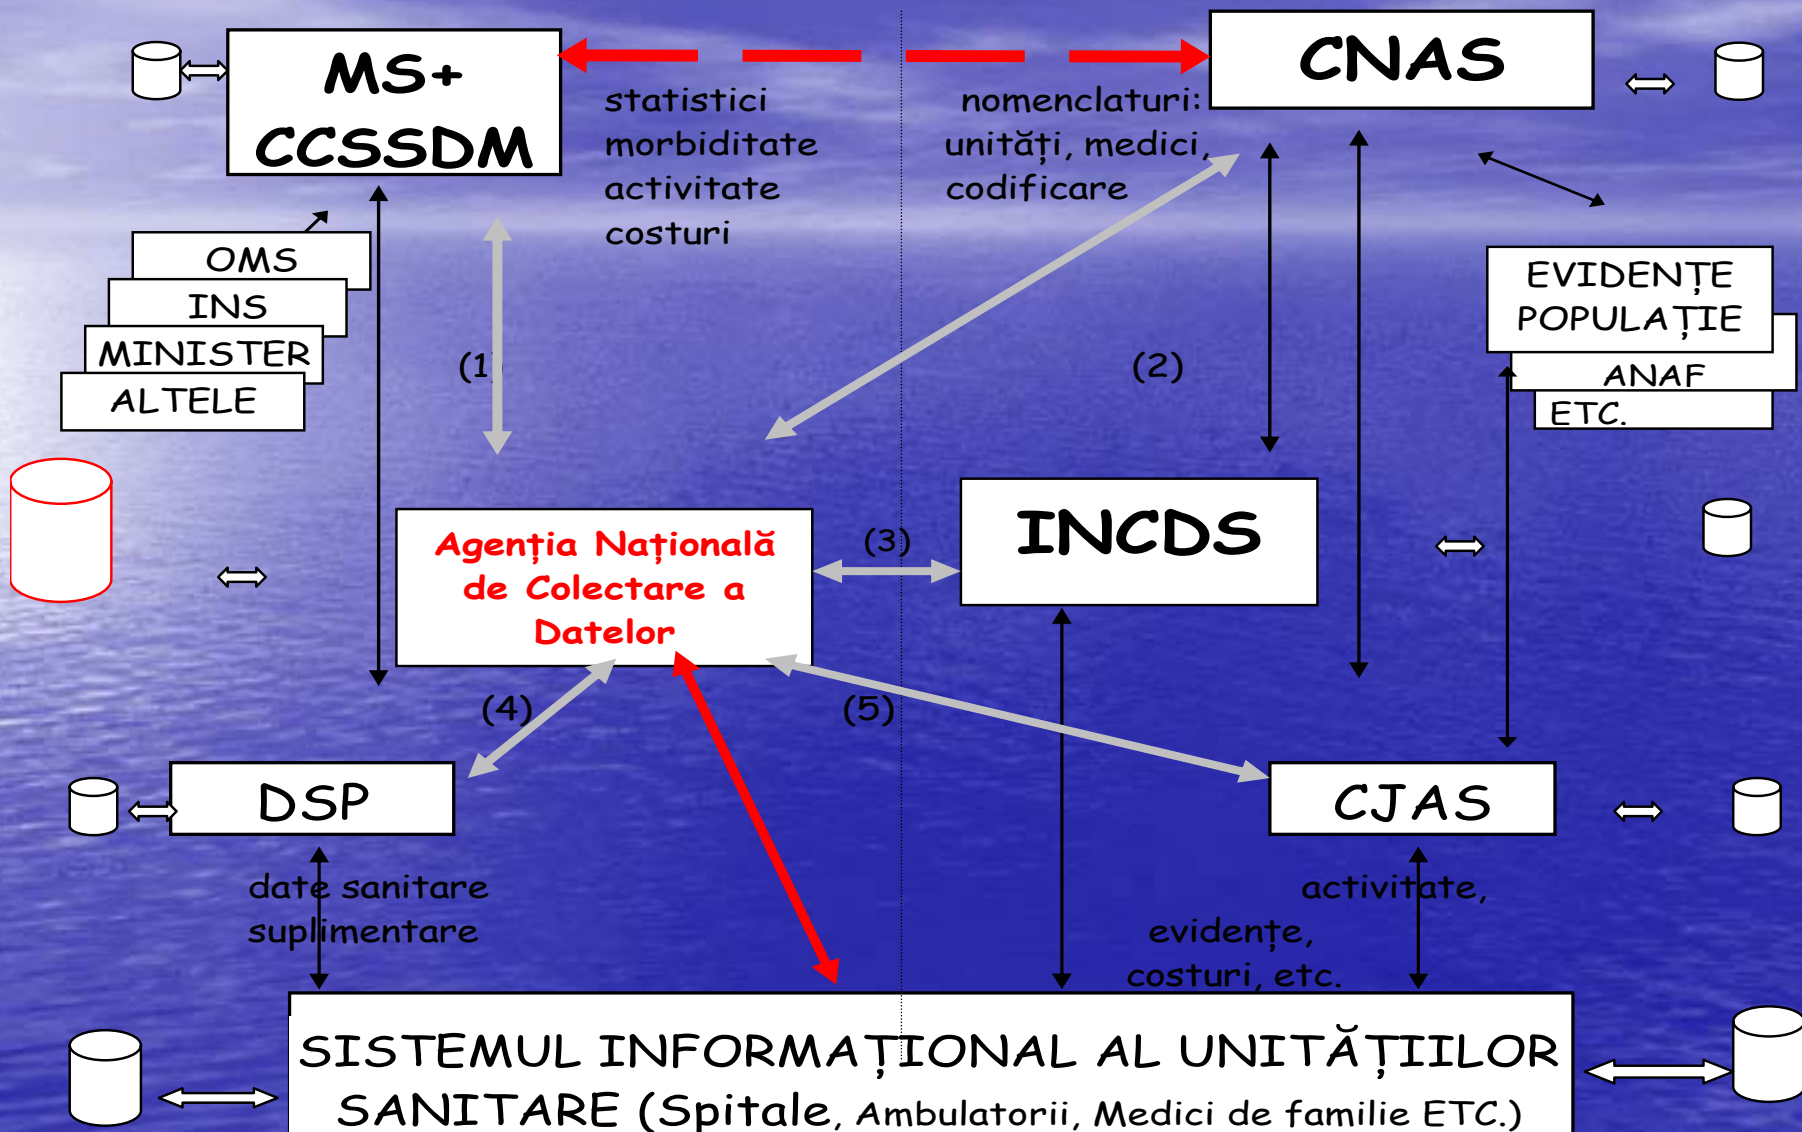 MS+
CCSSDM
CNAS
statistici
morbiditate
activitate
costuri
nomenclaturi:
unități, medici,
codificare
OMS
INS
MINISTER
ALTELE
EVIDENȚE
POPULAȚIE
ANAF
ETC.
(1)
(2)
Agenția Națională
de Colectare a
Datelor
(3)
INCDS
(4)
(5)
DSP
CJAS
date sanitare
suplimentare
activitate,
evidențe,
costuri, etc.
SISTEMUL INFORMAȚIONAL AL UNITĂȚIILOR
SANITARE (Spitale, Ambulatorii, Medici de familie ETC.)